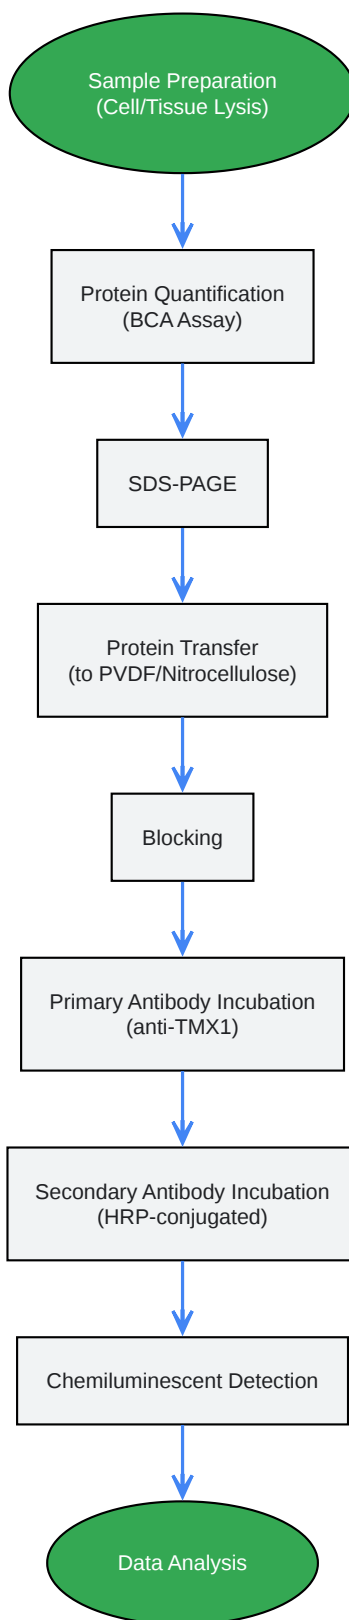 Sample Preparation
(Cell/Tissue Lysis)
Protein Quantification
(BCA Assay)
SDS-PAGE
Protein Transfer
(to PVDF/Nitrocellulose)
Blocking
Primary Antibody Incubation
(anti-TMX1)
Secondary Antibody Incubation
(HRP-conjugated)
Chemiluminescent Detection
Data Analysis